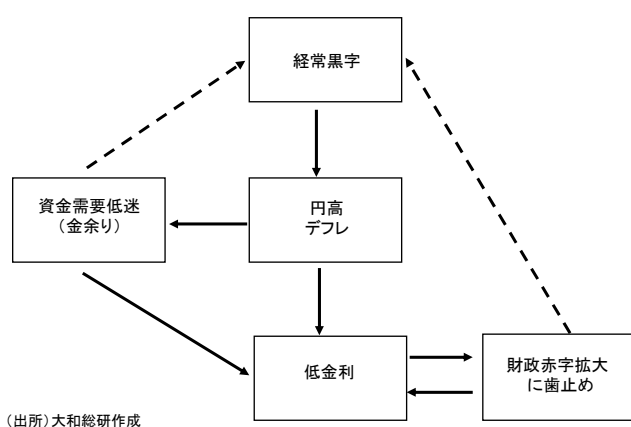 経常黒字
資金需要低迷
（金余り）
円高
デフレ
低金利
財政赤字拡大
に歯止め
（出所）大和総研作成